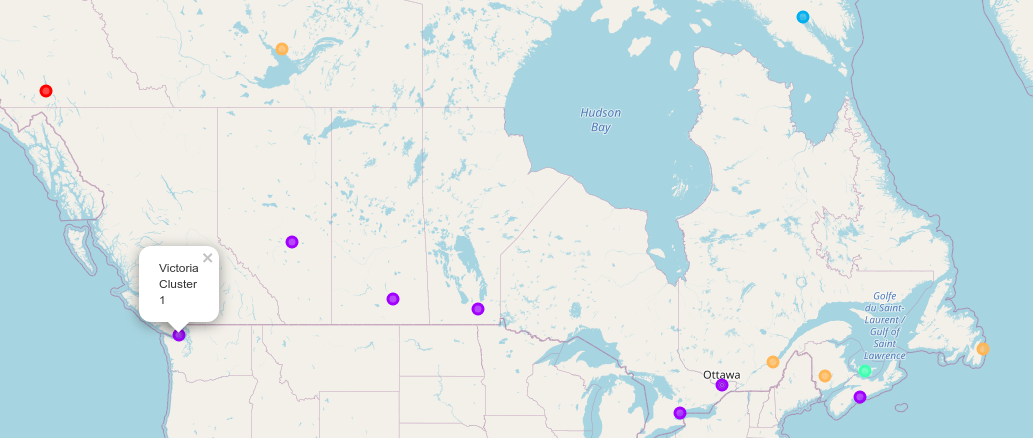 Hudson
Bay
×
Victoria
Cluster
1
Golfe
du Saint-
Laurent /
Gulf of
Saint
Lawrence
Ottawa